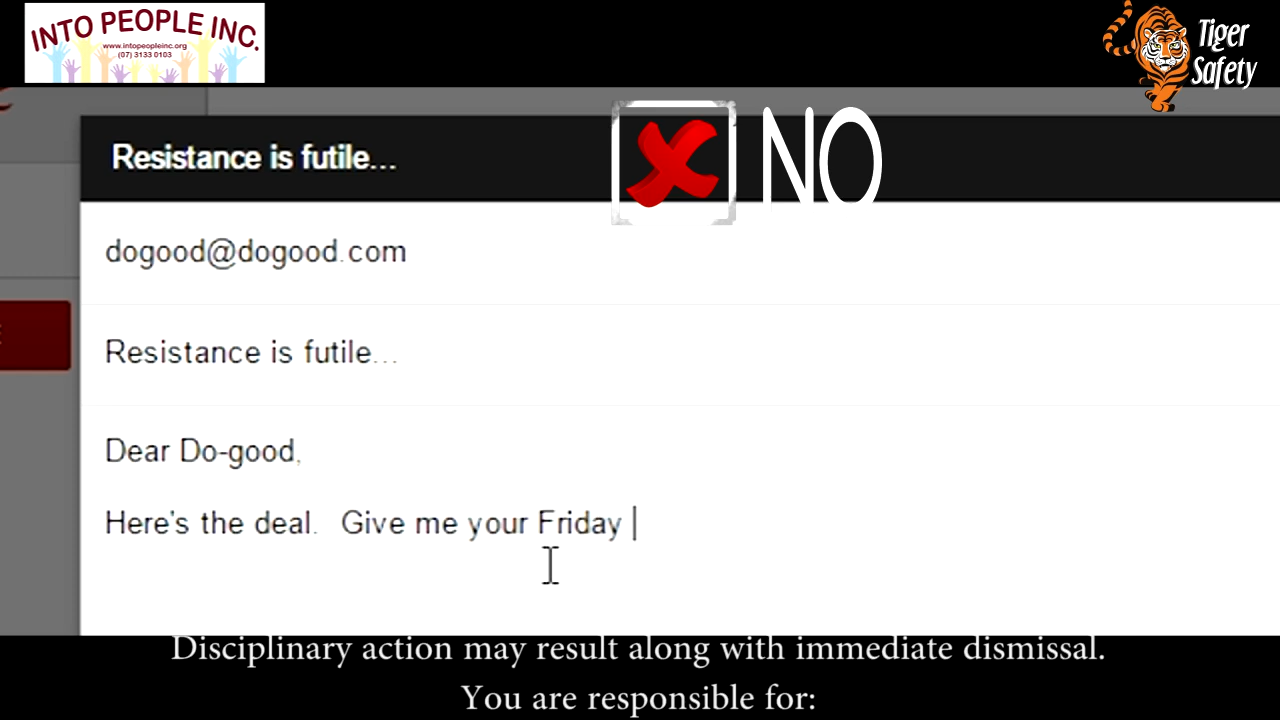 INTO PEOPLE INC.
www.intopeopleinc.org
(07) 3133 0103
Tiger
Safety
Resistance is futile...
NO
dogood@dogood.com
Resistance is futile...
Dear Do-good,
Here's the deal.  Give me your Friday
Disciplinary action may result along with immediate dismissal.
You are responsible for: